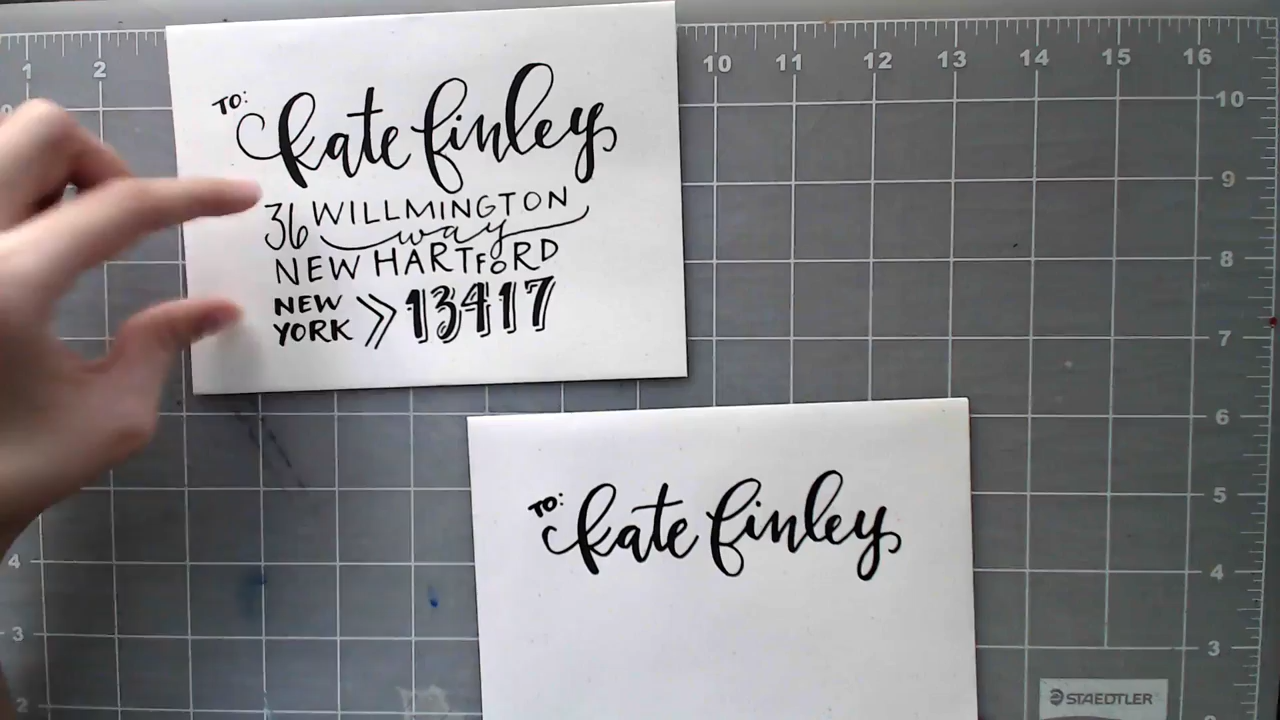 TO:
kate finley
36 WILLMINGTON
way
NEW HARTFORD
NEW YORK >> 13417
TO:
kate finley
1 2 10 11 12 13 14 15 16
10
9
8
7
6
5
4 4
3 3
2
STAEDTLER